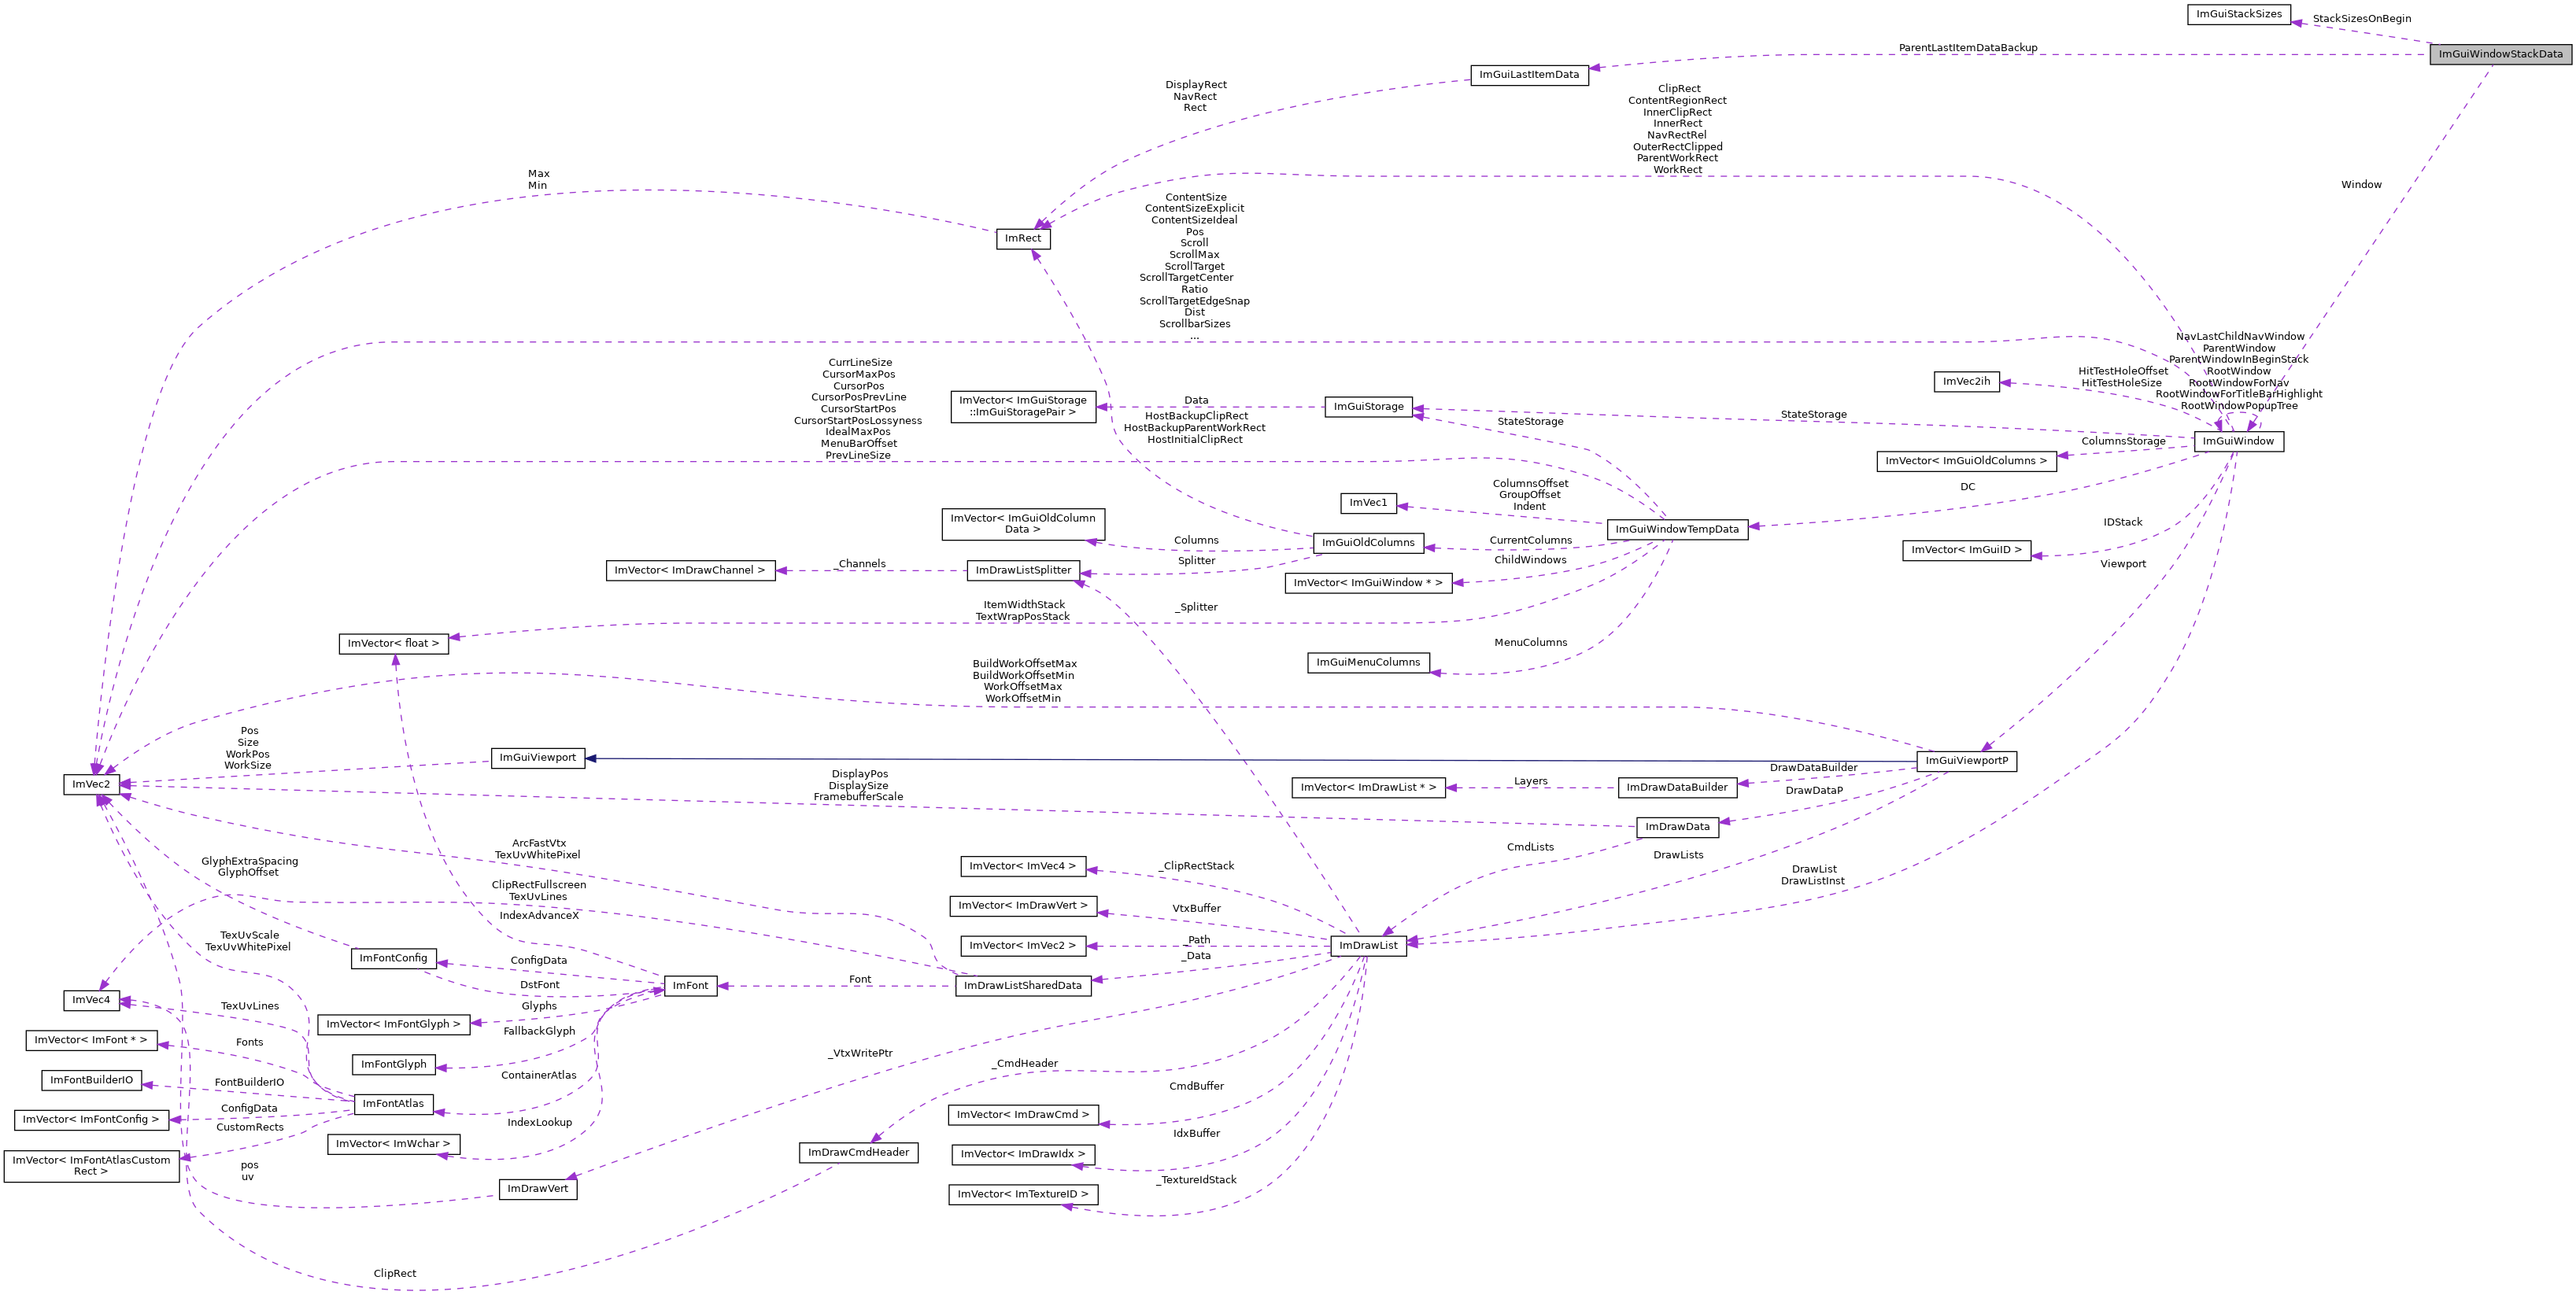 ImGuiStackSizes
StackSizesOnBegin
ParentLastItemDataBackup
ImGuiWindowStackData
ImGuiLastItemData
DisplayRect
NavRect
Rect
ClipRect
ContentRegionRect
InnerClipRect
InnerRect
NavRectRel
OuterRectClipped
ParentWorkRect
WorkRect
Max
Min
Window
ContentSize
ContentSizeExplicit
ContentSizeIdeal
Pos
Scroll
ScrollMax
ScrollTarget
ScrollTargetCenter
Ratio
ScrollTargetEdgeSnap
Dist
ScrollbarSizes
...
ImRect
NavLastChildNavWindow
ParentWindow
ParentWindowInBeginStack
RootWindow
RootWindowForNav
RootWindowForTitleBarHighlight
RootWindowPopupTree
CurrLineSize
CursorMaxPos
CursorPos
CursorPosPrevLine
CursorStartPos
CursorStartPosLossyness
IdealMaxPos
MenuBarOffset
PrevLineSize
ImVector< ImGuiStorage
::ImGuiStoragePair >
Data
ImGuiStorage
ImVec2ih
HitTestHoleOffset
HitTestHoleSize
HostBackupClipRect
HostBackupParentWorkRect
HostInitialClipRect
StateStorage
StateStorage
ImGuiWindow
ColumnsStorage
ImVector< ImGuiOldColumns >
DC
ImVec1
ColumnsOffset
GroupOffset
Indent
ImVector< ImGuiOldColumn
Data >
ImGuiWindowTempData
IDStack
Columns
ImGuiOldColumns
CurrentColumns
ImVector< ImGuiID >
Splitter
ChildWindows
Viewport
ImVector< ImDrawChannel >
_Channels
ImDrawListSplitter
ImVector< ImGuiWindow * >
ItemWidthStack
TextWrapPosStack
_Splitter
ImVector< float >
MenuColumns
ImGuiMenuColumns
BuildWorkOffsetMax
BuildWorkOffsetMin
WorkOffsetMax
WorkOffsetMin
Pos
Size
WorkPos
WorkSize
ImGuiViewport
ImGuiViewportP
ImVec2
DisplayPos
DisplaySize
FramebufferScale
ImVector< ImDrawList * >
Layers
ImDrawDataBuilder
DrawDataBuilder
DrawDataP
ImDrawData
ArcFastVtx
TexUvWhitePixel
CmdLists
DrawLists
GlyphExtraSpacing
GlyphOffset
ImVector< ImVec4 >
_ClipRectStack
DrawList
DrawListInst
ClipRectFullscreen
TexUvLines
ImVector< ImDrawVert >
VtxBuffer
IndexAdvanceX
TexUvScale
TexUvWhitePixel
ImVector< ImVec2 >
_Path
ImDrawList
ImFontConfig
ConfigData
_Data
DstFont
ImFont
Font
ImDrawListSharedData
ImVec4
TexUvLines
Glyphs
ImVector< ImFontGlyph >
FallbackGlyph
ImVector< ImFont * >
Fonts
_VtxWritePtr
_CmdHeader
ImFontGlyph
ImFontBuilderIO
FontBuilderIO
ContainerAtlas
CmdBuffer
ImFontAtlas
ConfigData
ImVector< ImFontConfig >
ImVector< ImDrawCmd >
CustomRects
IndexLookup
IdxBuffer
ImVector< ImWchar >
ImDrawCmdHeader
ImVector< ImDrawIdx >
ImVector< ImFontAtlasCustom
Rect >
pos
uv
ImDrawVert
_TextureIdStack
ImVector< ImTextureID >
ClipRect